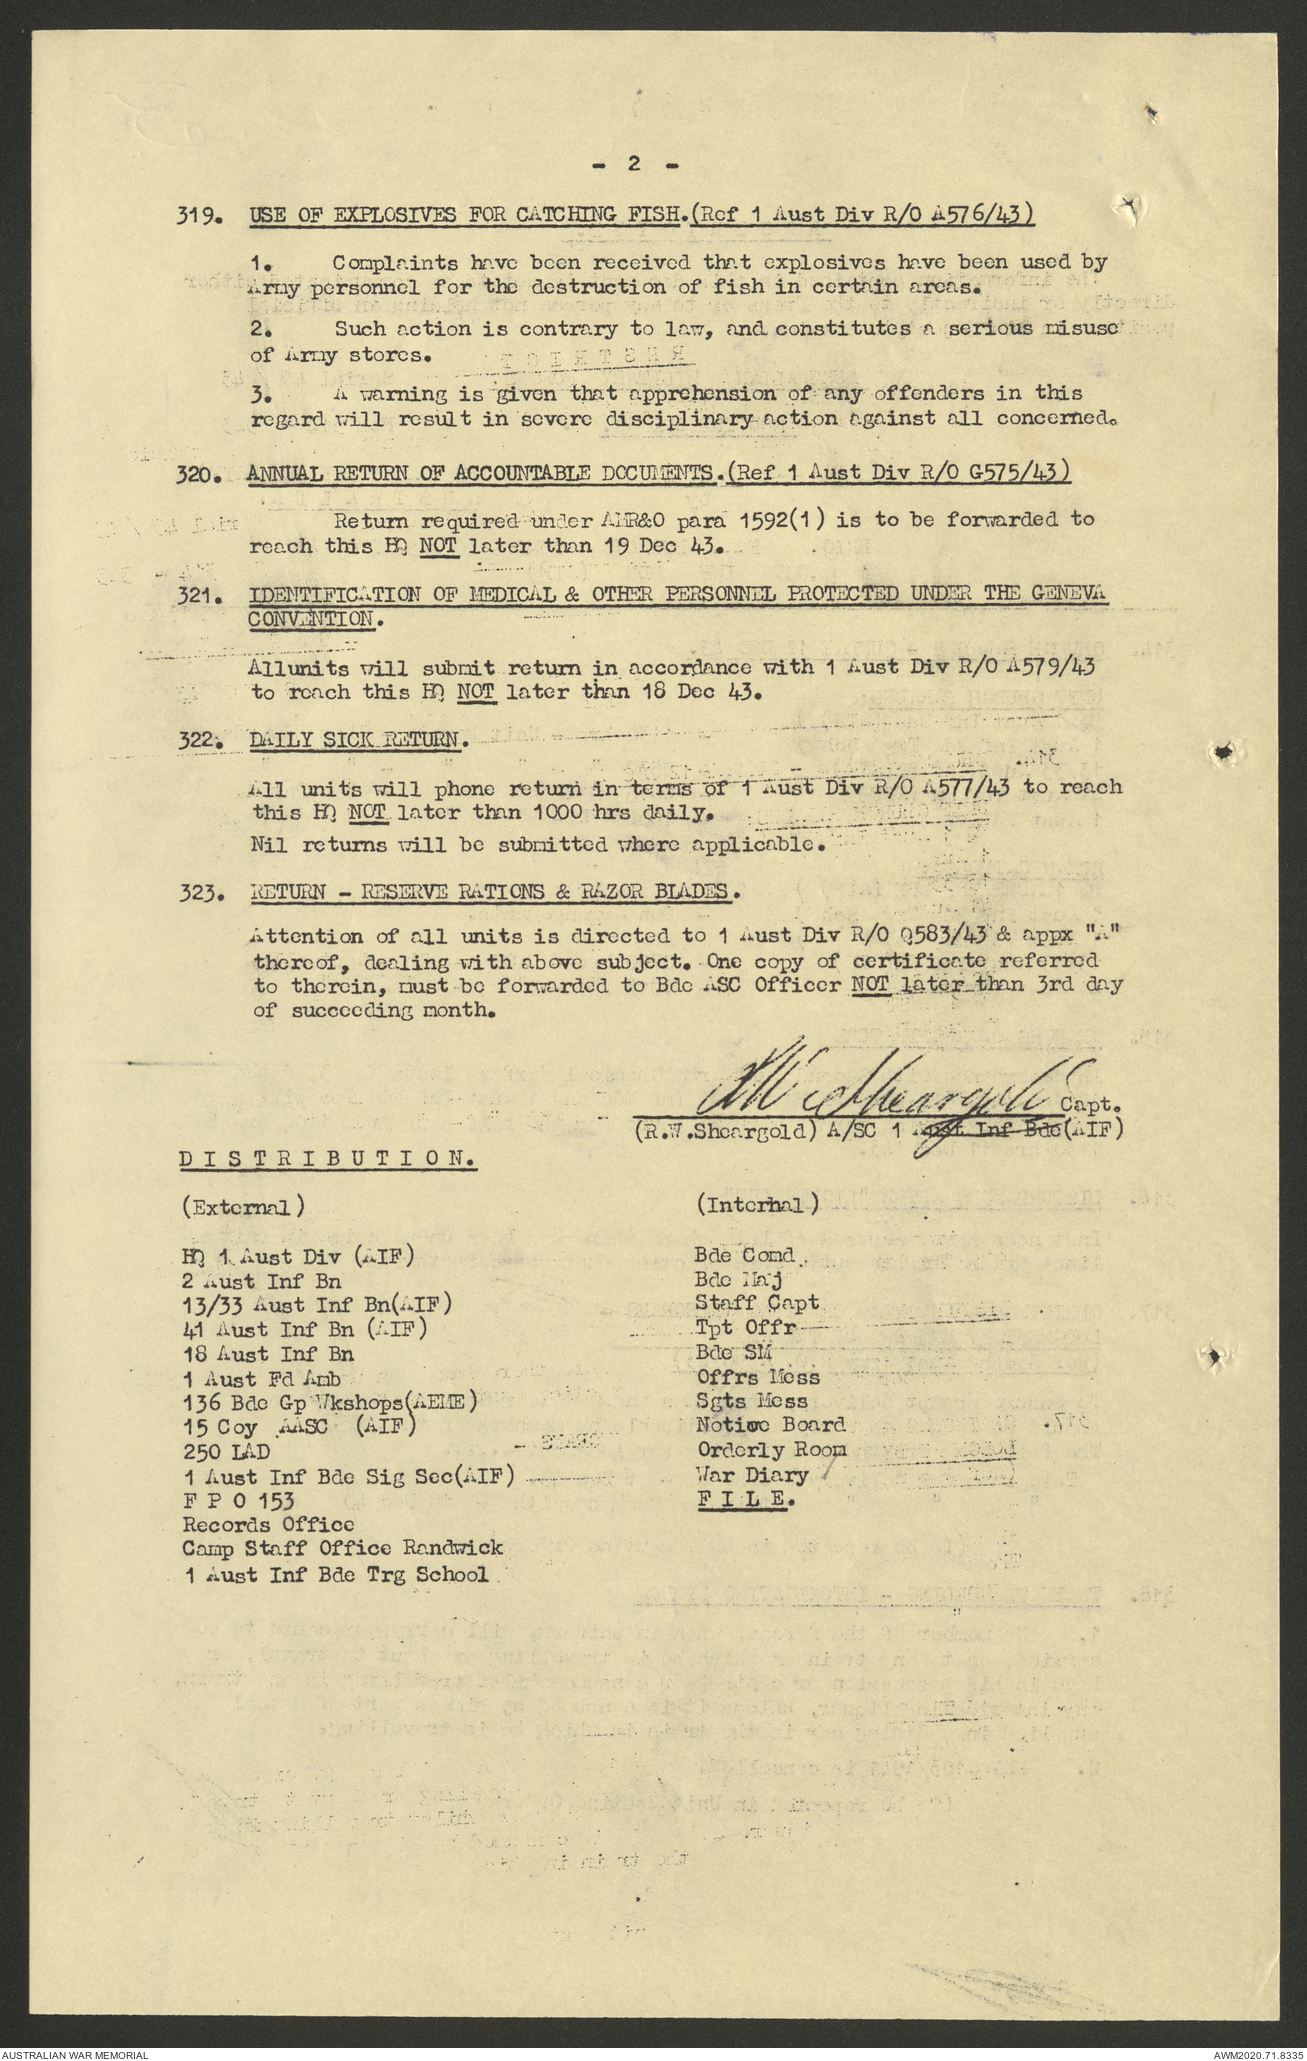 - 2 -
319. USE OF EXPLOSIVES FOR CATCHING FISH.(Ref 1 Aust Div R/O A576/43)
1. Complaints have been received that explosives have been used by
Army personnel for the destruction of fish in certain areas.
2. Such action is contrary to law, and constitutes a serious misuse
of Army stores.
3. A warning is given that apprehension of any offenders in this
regard will result in severe disciplinary action against all concerned.
320. ANNUAL RETURN OF ACCOUNTABLE DOCUMENTS.(Ref 1 Aust Div R/O G575/43)
Return required under AMR&O para 1592(1) is to be forwarded to
reach this HQ NOT later than 19 Dec 43.
321. IDENTIFICATION OF MEDICAL & OTHER PERSONNEL PROTECTED UNDER THE GENEVA
CONVENTION.
Allunits will submit return in accordance with 1 Aust Div R/O A579/43
to reach this HQ NOT later than 18 Dec 43.
322. DAILY SICK RETURN.
All units will phone return in terms of 1 Aust Div R/O A577/43 to reach
this HQ NOT later than 1000 hrs daily.
Nil returns will be submitted where applicable.
323. RETURN - RESERVE RATIONS & RAZOR BLADES.
Attention of all units is directed to 1 Aust Div R/O Q583/43 & appx "A"
thereof, dealing with above subject. One copy of certificate referred
to therein, must be forwarded to Bde ASC Officer NOT later than 3rd day
of succeeding month.
RW Sheargold Capt.
(R.W.Sheargold) A/SC 1 Aust Inf Bde(AIF)
DISTRIBUTION.
(External) (Internal)
HQ 1 Aust Div (AIF) Bde Comd.
2 Aust Inf Bn Bde Maj
13/33 Aust Inf Bn(AIF) Staff Capt
41 Aust Inf Bn (AIF) Tpt Offr
18 Aust Inf Bn Bde SM
1 Aust Fd Amb Offrs Mess
136 Bde Gp Wkshops(AEME) Sgts Mess
15 Coy AASC (AIF) Notice Board
250 LAD Orderly Room
1 Aust Inf Bde Sig Sec(AIF) War Diary
F P O 153 FILE.
Records Office
Camp Staff Office Randwick
1 Aust Inf Bde Trg School
AUSTRALIAN WAR MEMORIAL AWM2020.71.8335